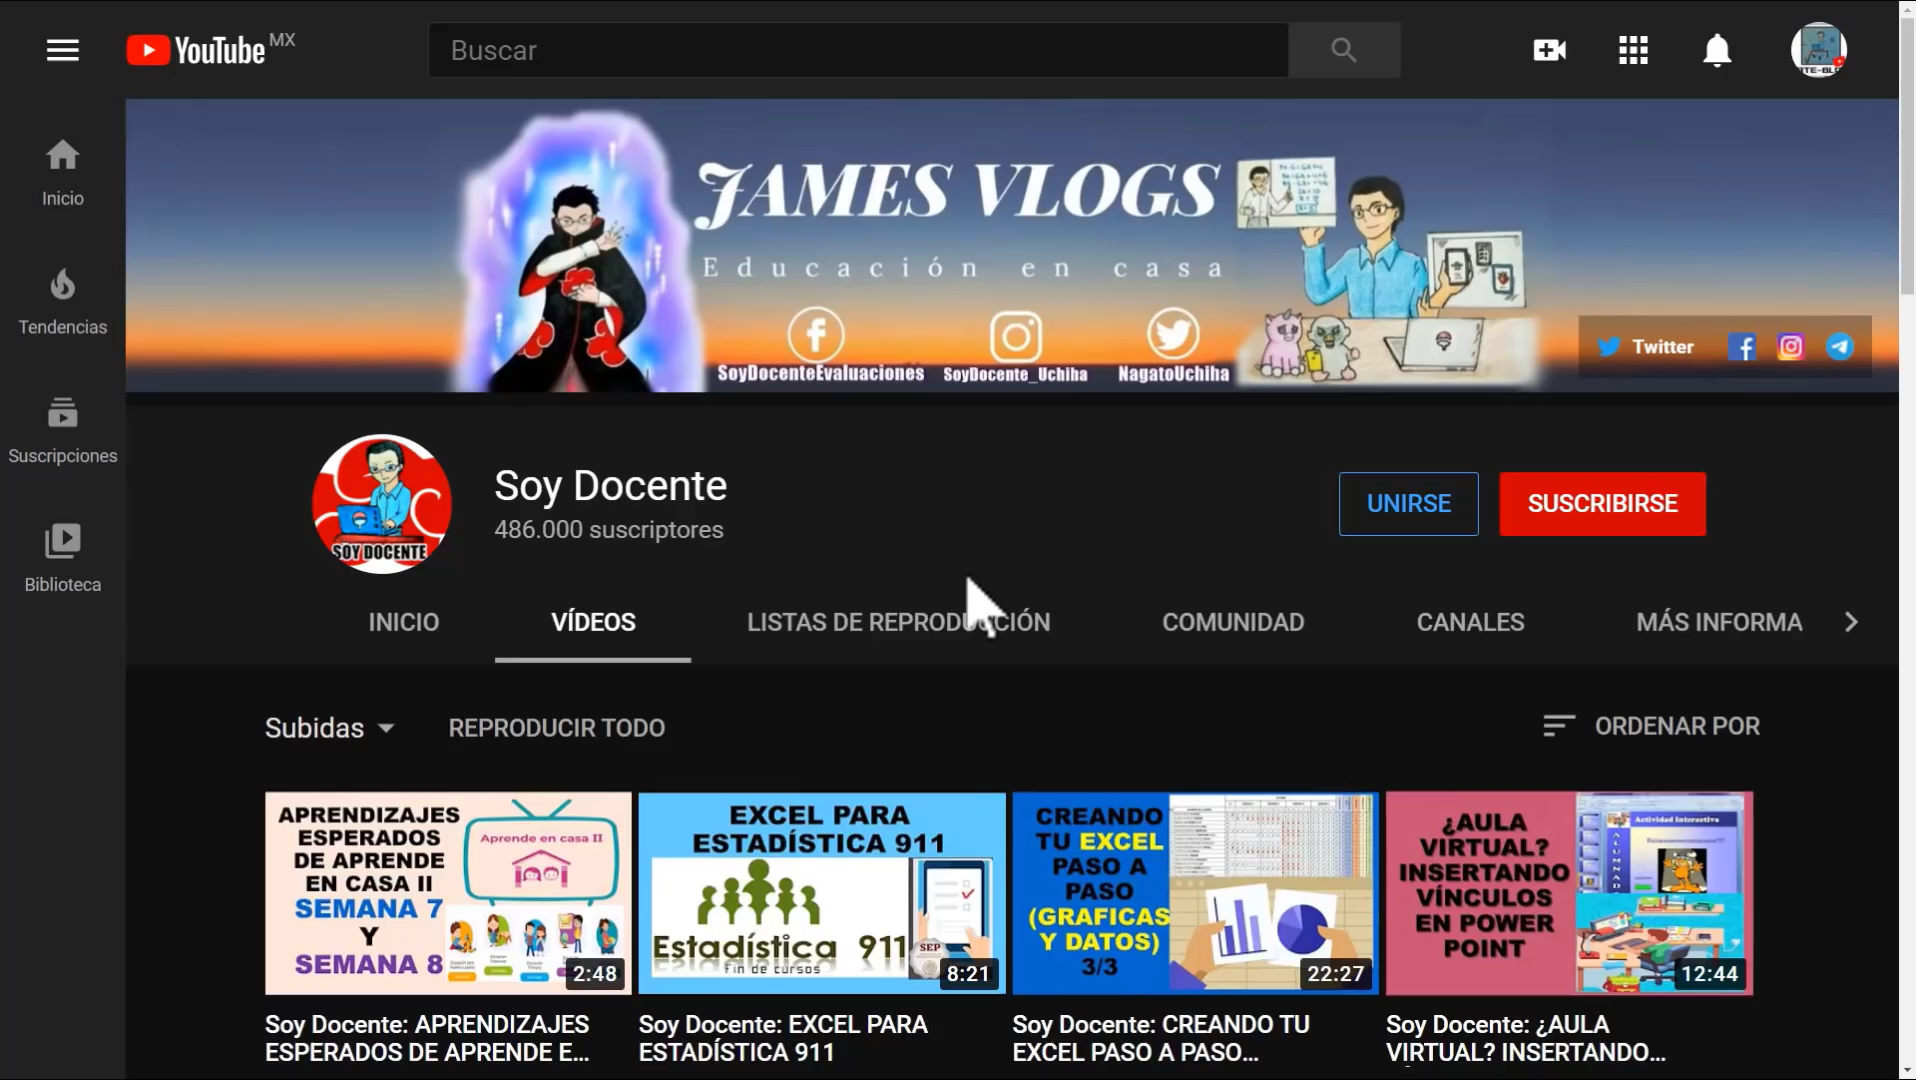 YouTube MX
Buscar
Inicio
Tendencias
Suscripciones
Biblioteca
JAMES VLOGS
Educación en casa
SoyDocenteEvaluaciones
SoyDocente_Uchiha
NagatoUchiha
Twitter
SOY DOCENTE
Soy Docente
486.000 suscriptores
UNIRSE
SUSCRIBIRSE
INICIO
VÍDEOS
LISTAS DE REPRODUCCIÓN
COMUNIDAD
CANALES
MÁS INFORMA
Subidas
REPRODUCIR TODO
ORDENAR POR
APRENDIZAJES
ESPERADOS
DE APRENDE
EN CASA II
SEMANA 7
Y
SEMANA 8
Aprende en casa II
2:48
Soy Docente: APRENDIZAJES
ESPERADOS DE APRENDE E...
EXCEL PARA
ESTADÍSTICA 911
Estadística 911
Fin de cursos
SEP
8:21
Soy Docente: EXCEL PARA
ESTADÍSTICA 911
CREANDO
TU EXCEL
PASO A
PASO
(GRAFICAS
Y DATOS)
3/3
22:27
Soy Docente: CREANDO TU
EXCEL PASO A PASO...
¿AULA
VIRTUAL?
INSERTANDO
VÍNCULOS
EN POWER
POINT
Actividad Interactiva
12:44
Soy Docente: ¿AULA
VIRTUAL? INSERTANDO...